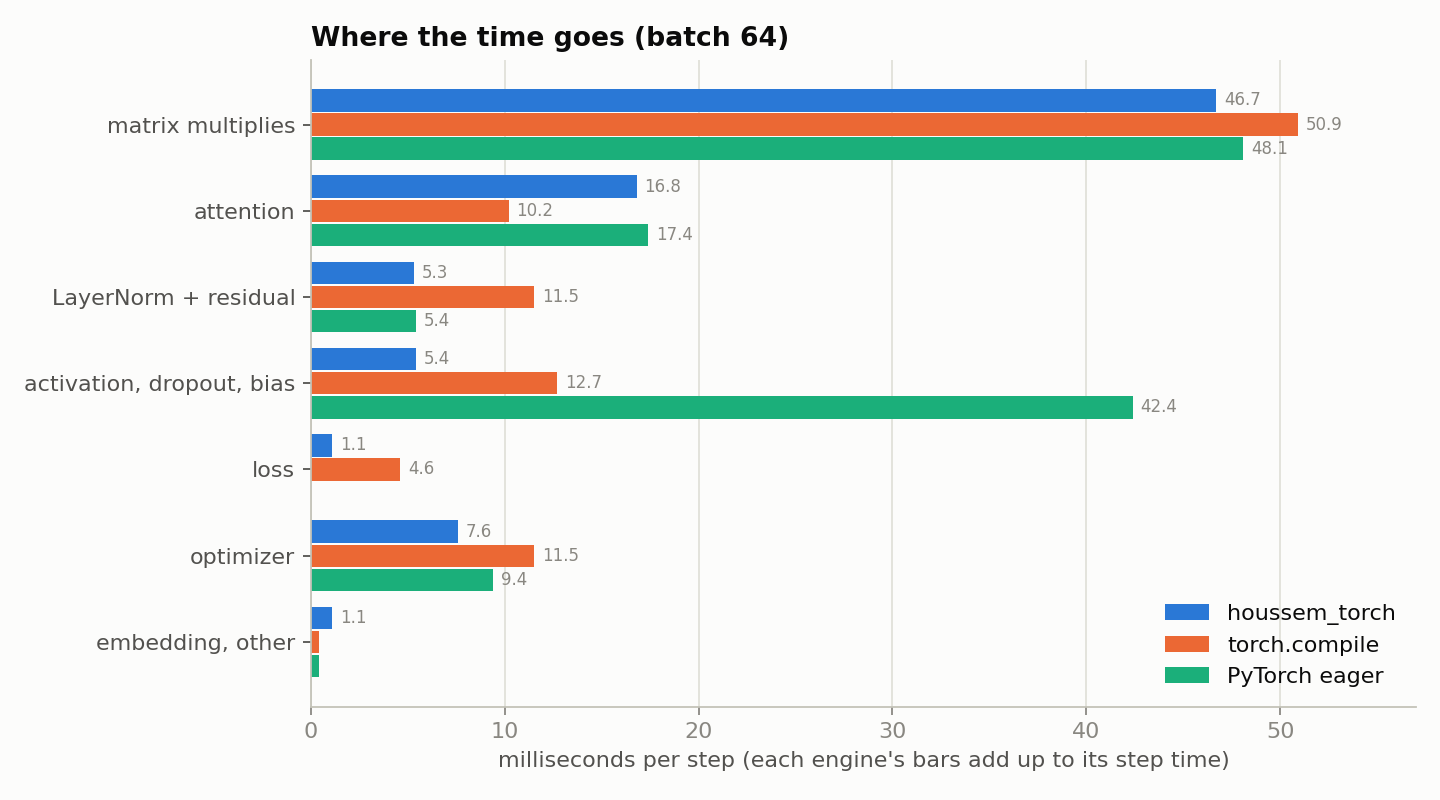 Where the time goes (batch 64)
matrix multiplies
46.7
50.9
48.1
attention
16.8
10.2
17.4
LayerNorm + residual
5.3
11.5
5.4
activation, dropout, bias
5.4
12.7
42.4
loss
1.1
4.6
optimizer
7.6
11.5
9.4
embedding, other
1.1
houssem_torch
torch.compile
PyTorch eager
0 10 20 30 40 50
milliseconds per step (each engine's bars add up to its step time)